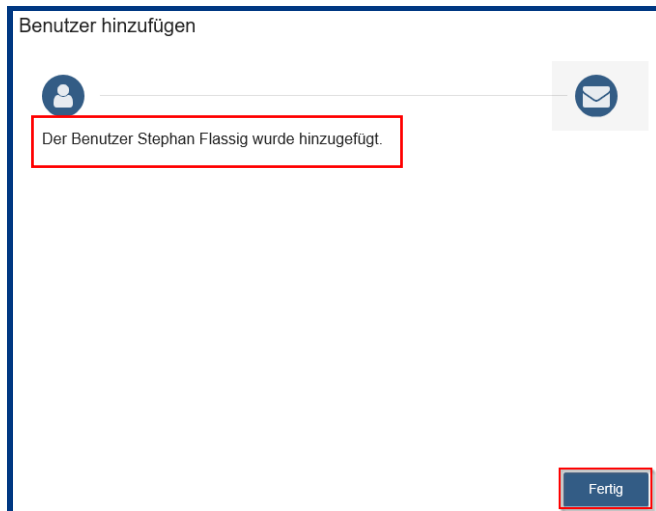 Benutzer hinzufügen
Der Benutzer Stephan Flassig wurde hinzugefügt.
Fertig